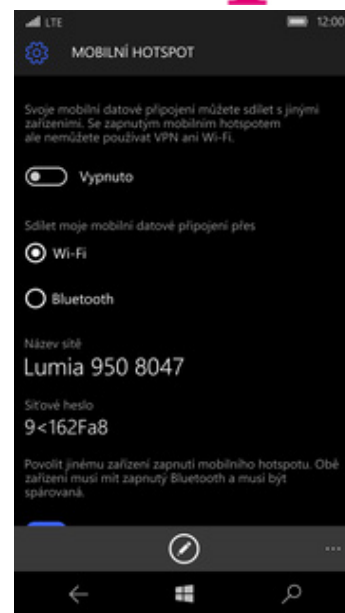 LTE 12:00
MOBILNÍ HOTSPOT
Svoje mobilní datové připojení můžete sdílet s jinými
zařízeními. Se zapnutým mobilním hotspotem
ale nemůžete používat VPN ani Wi-Fi.
Vypnuto
Sdílet moje mobilní datové připojení přes
Wi-Fi
Bluetooth
Název sítě
Lumia 950 8047
Síťové heslo
9<162Fa8
Povolit jinému zařízení zapnutí mobilního hotspotu. Obě
zařízení musí mít zapnutý Bluetooth a musí být
spárovaná.